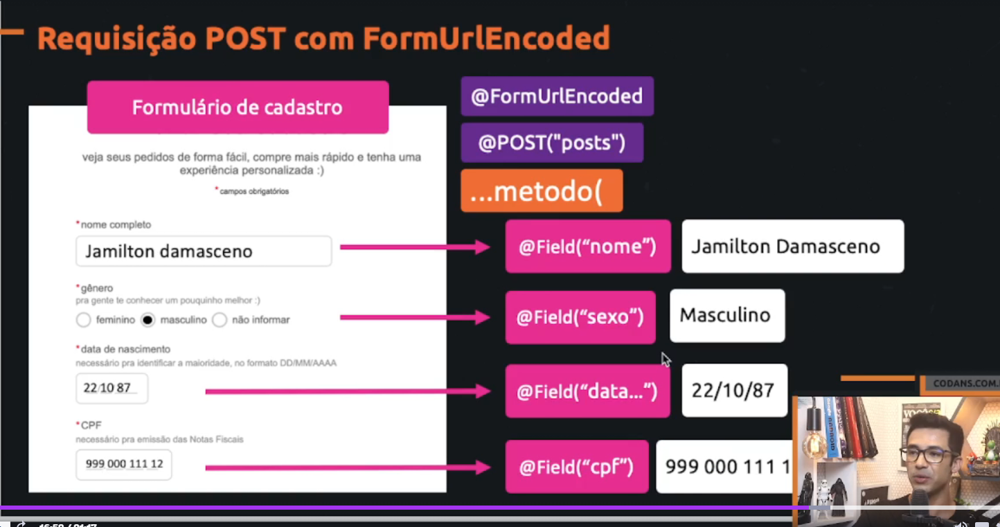 Requisição POST com FormUrlEncoded
Formulário de cadastro
veja seus pedidos de forma fácil, compre mais rápido e tenha uma
experiência personalizada :)
* campos obrigatórios
*nome completo
Jamilton damasceno
*gênero
pra gente te conhecer um pouquinho melhor :)
feminino masculino não informar
*data de nascimento
necessário pra identificar a maioridade, no formato DD/MM/AAAA
22/10 87
*CPF
necessário pra emissão das Notas Fiscais
999 000 111 12
@FormUrlEncoded
@POST("posts")
...metodo(
@Field(“nome”) Jamilton Damasceno
@Field(“sexo”) Masculino
@Field(“data...”) 22/10/87
@Field(“cpf”) 999 000 111 1
CODANS.COM.